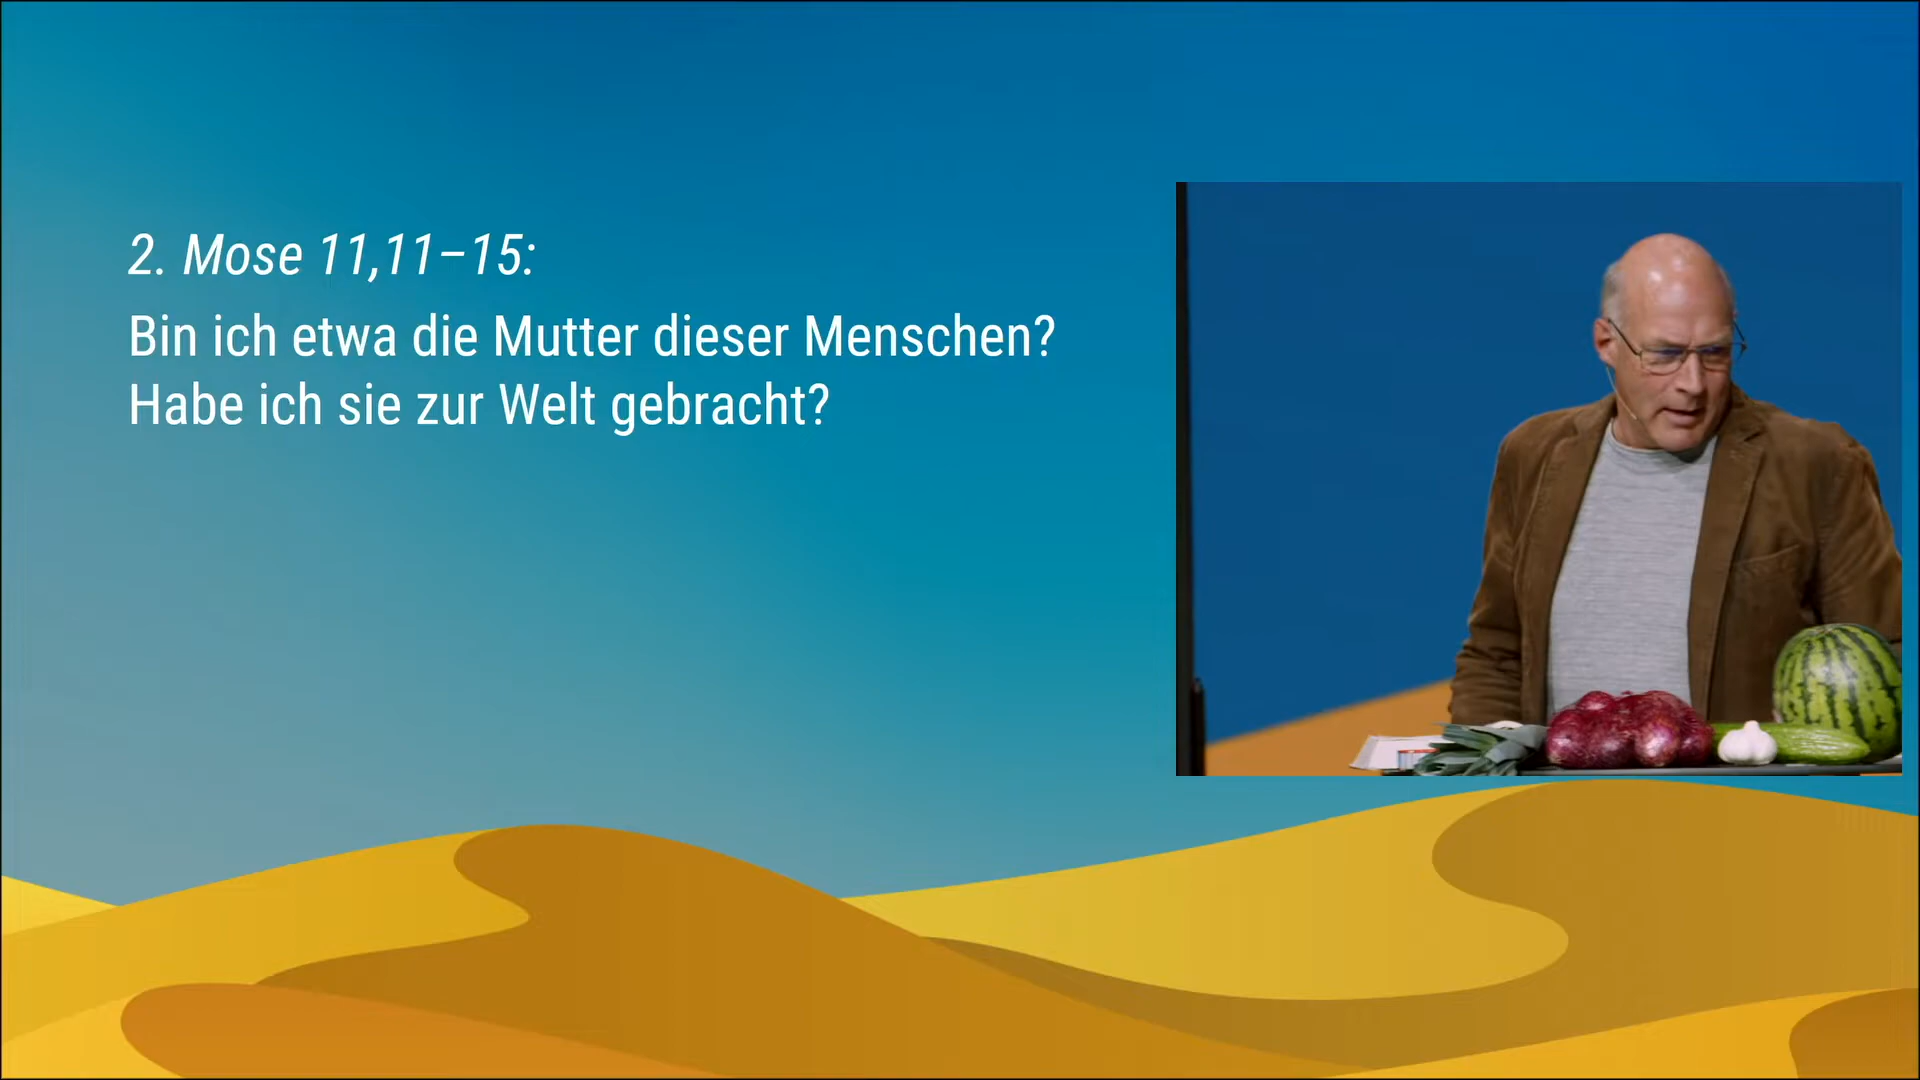 2. Mose 11,11–15:
Bin ich etwa die Mutter dieser Menschen?
Habe ich sie zur Welt gebracht?